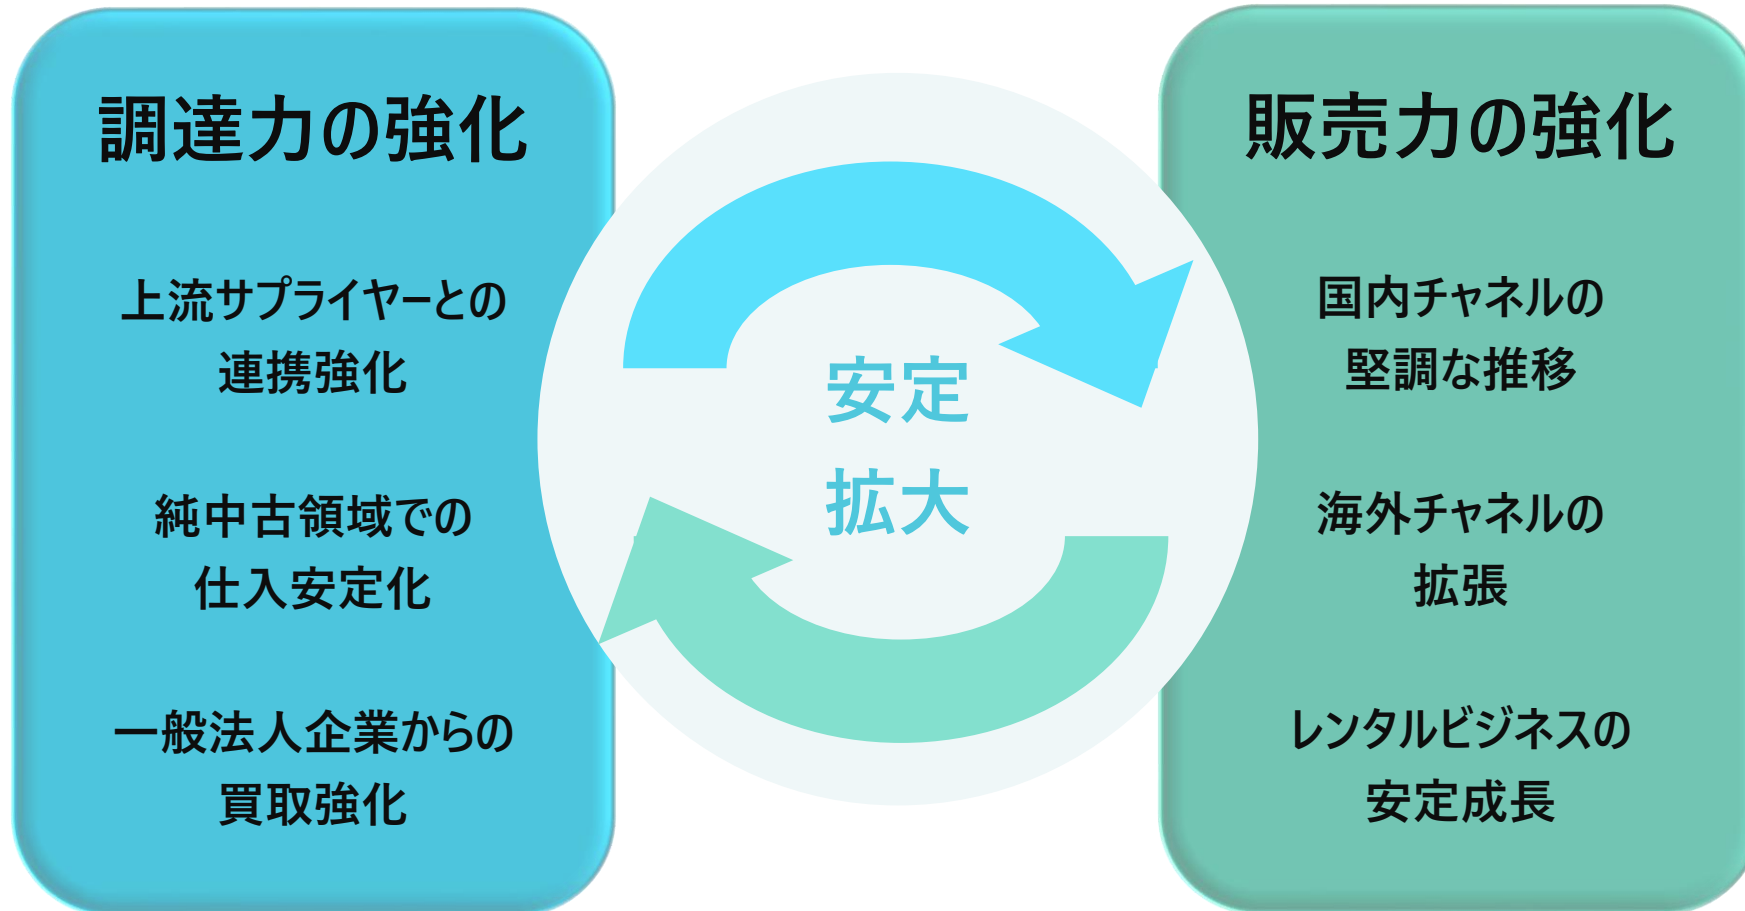 調達力の強化
上流サプライヤーとの
連携強化
純中古領域での
仕入安定化
一般法人企業からの
買取強化
安定
拡大
販売力の強化
国内チャネルの
堅調な推移
海外チャネルの
拡張
レンタルビジネスの
安定成長